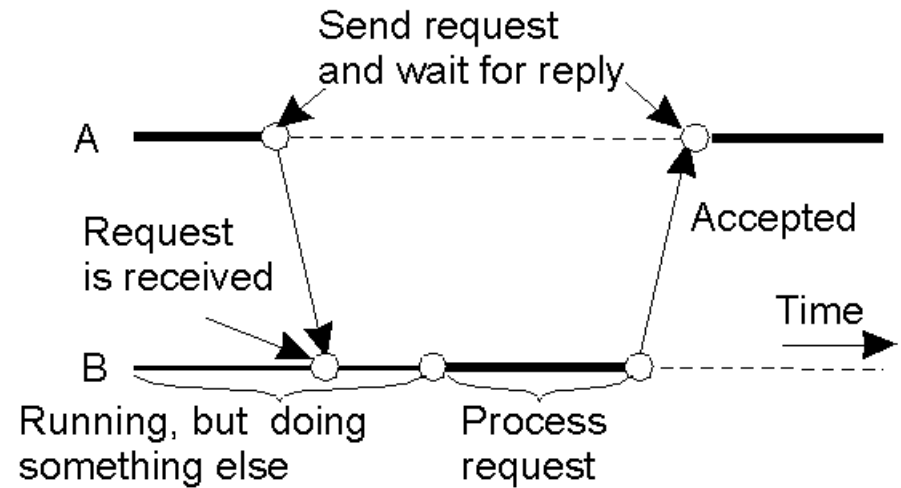 Send request
and wait for reply
A
Request
is received
Accepted
Time
B
Running, but doing
something else
Process
request